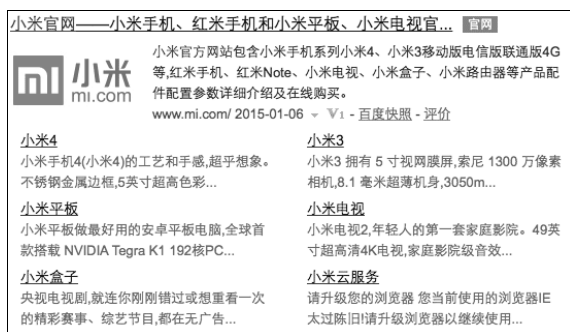 小米官网——小米手机、红米手机和小米平板、小米电视官... 官网
小米官方网站包含小米手机系列小米4、小米3移动版电信版联通版4G
等,红米手机、红米Note、小米电视、小米盒子、小米路由器等产品配
件配置参数详细介绍及在线购买。
小米
mi.com
www.mi.com/ 2015-01-06 V1 - 百度快照 - 评价
小米4
小米手机4(小米4)的工艺和手感,超乎想象。
不锈钢金属边框,5英寸超高色彩...
小米3
小米3 拥有 5 寸视网膜屏,索尼 1300 万像素
相机,8.1 毫米超薄机身,3050m...
小米平板
小米平板做最好用的安卓平板电脑,全球首
款搭载 NVIDIA Tegra K1 192核PC...
小米电视
小米电视2,年轻人的第一套家庭影院。49英
寸超高清4K电视,家庭影院级音效...
小米盒子
央视电视剧,就连你刚刚错过或想重看一次
的精彩赛事、综艺节目,都在无广告...
小米云服务
请升级您的浏览器 您当前使用的浏览器IE
太过陈旧!请升级浏览器以继续使用...